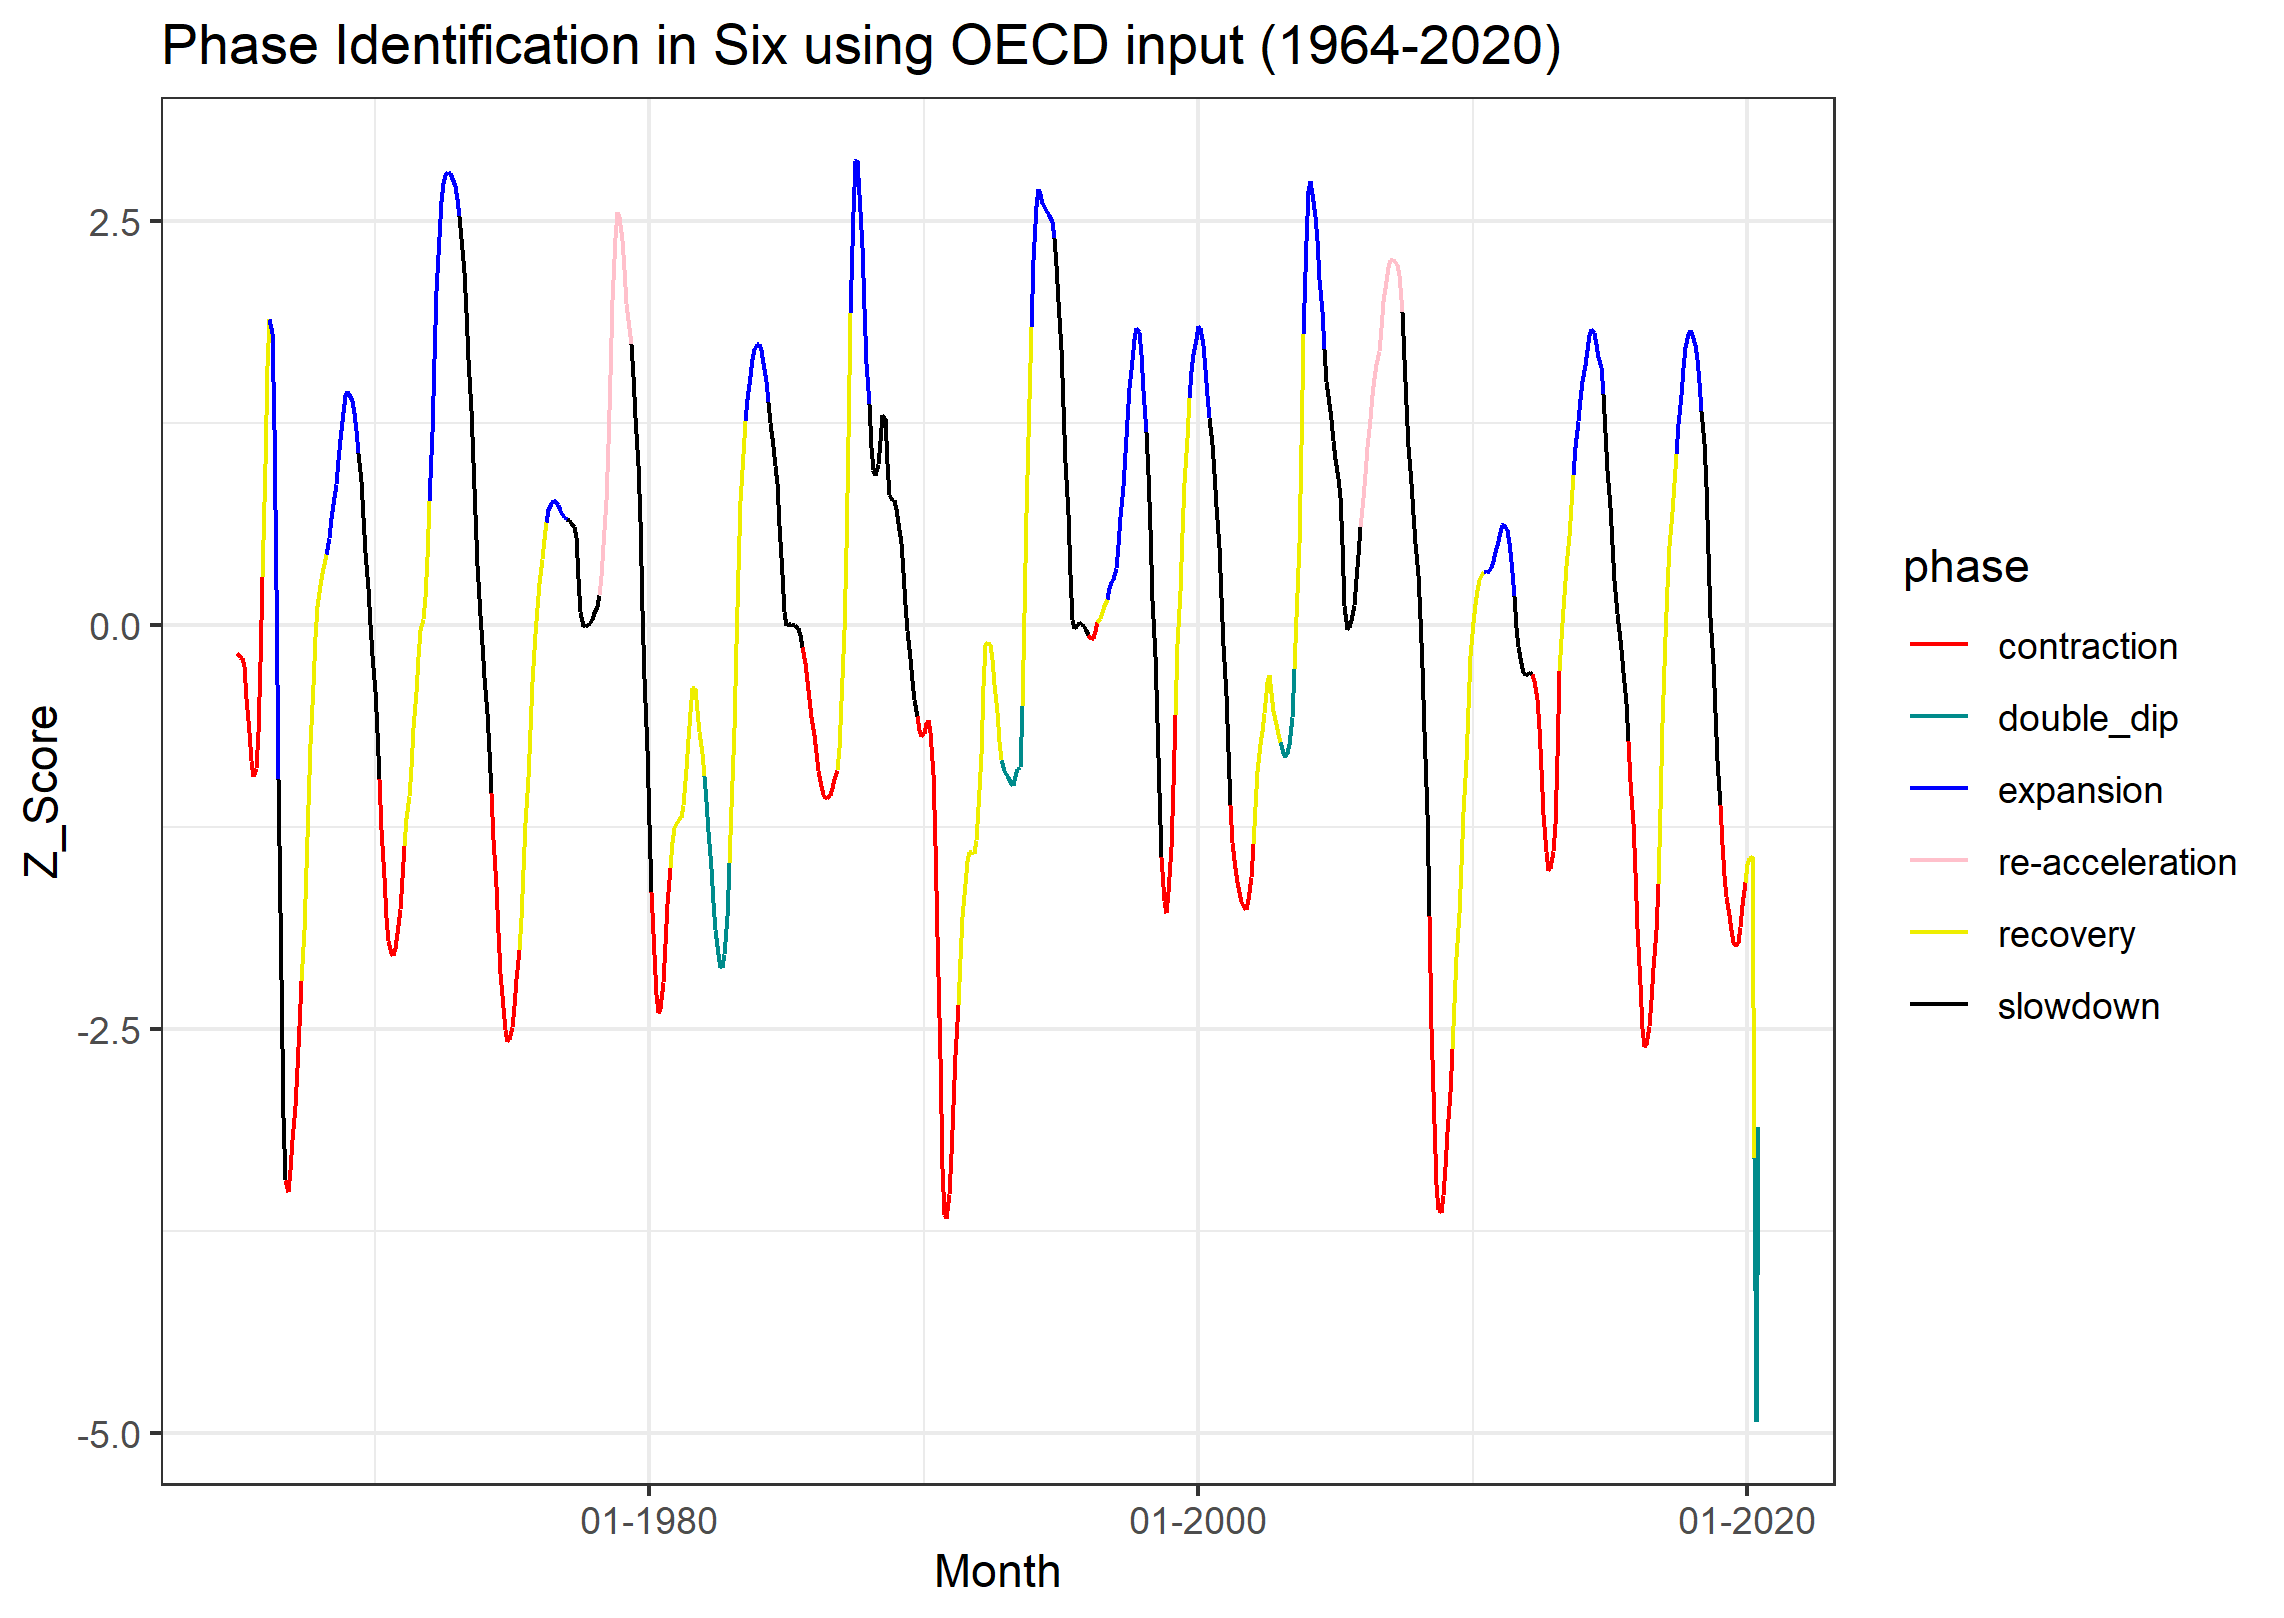 Phase Identification in Six using OECD input (1964-2020)
Z_Score
2.5
0.0
-2.5
-5.0
01-1980
01-2000
01-2020
Month
phase
contraction
double_dip
expansion
re-acceleration
recovery
slowdown